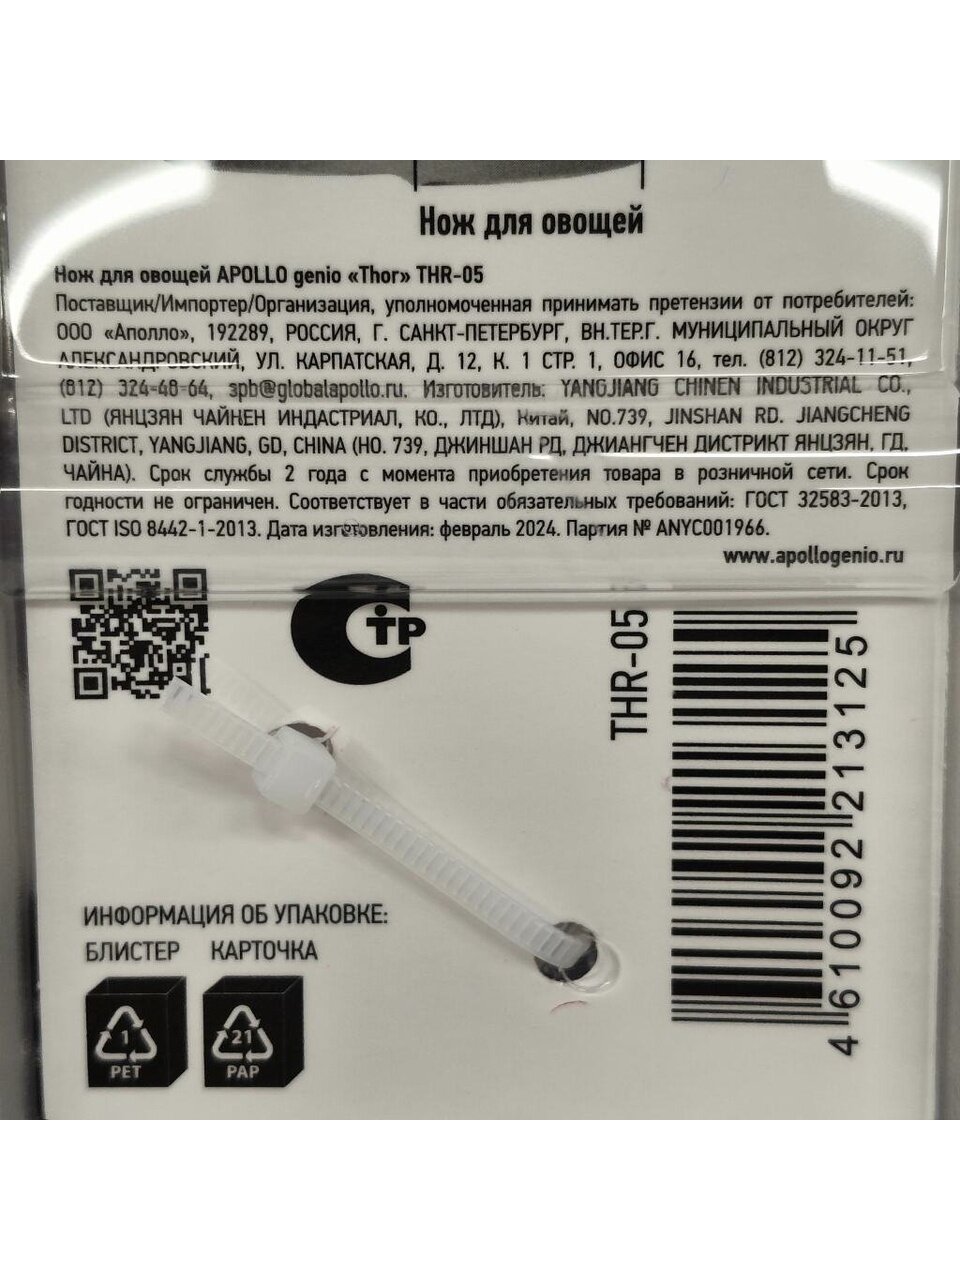 Нож для овощей
Нож для овощей APOLLO genio «Thor» THR-05
Поставщик/Импортер/Организация, уполномоченная принимать претензии от потребителей:
ООО «Аполло», 192289, РОССИЯ, Г. САНКТ-ПЕТЕРБУРГ, ВН.ТЕР.Г. МУНИЦИПАЛЬНЫЙ ОКРУГ
АЛЕКСАНДРОВСКИЙ, УЛ. КАРПАТСКАЯ, Д. 12, К. 1 СТР. 1, ОФИС 16, тел. (812) 324-11-51,
(812) 324-48-64, spb@globalapollo.ru. Изготовитель: YANGJIANG CHINEN INDUSTRIAL CO.,
LTD (ЯНЦЗЯН ЧАЙНЕН ИНДАСТРИАЛ, КО., ЛТД), Китай, NO.739, JINSHAN RD. JIANGCHENG
DISTRICT, YANGJIANG, GD, CHINA (НО. 739, ДЖИНШАН РД, ДЖИАНГЧЕН ДИСТРИКТ ЯНЦЗЯН, ГД,
ЧАЙНА). Срок службы 2 года с момента приобретения товара в розничной сети. Срок
годности не ограничен. Соответствует в части обязательных требований: ГОСТ 32583-2013,
ГОСТ ISO 8442-1-2013. Дата изготовления: февраль 2024. Партия № ANYC001966.
www.apollogenio.ru
СТР
THR-05
4 610092 213125
ИНФОРМАЦИЯ ОБ УПАКОВКЕ:
БЛИСТЕР КАРТОЧКА
1 21
PET PAP